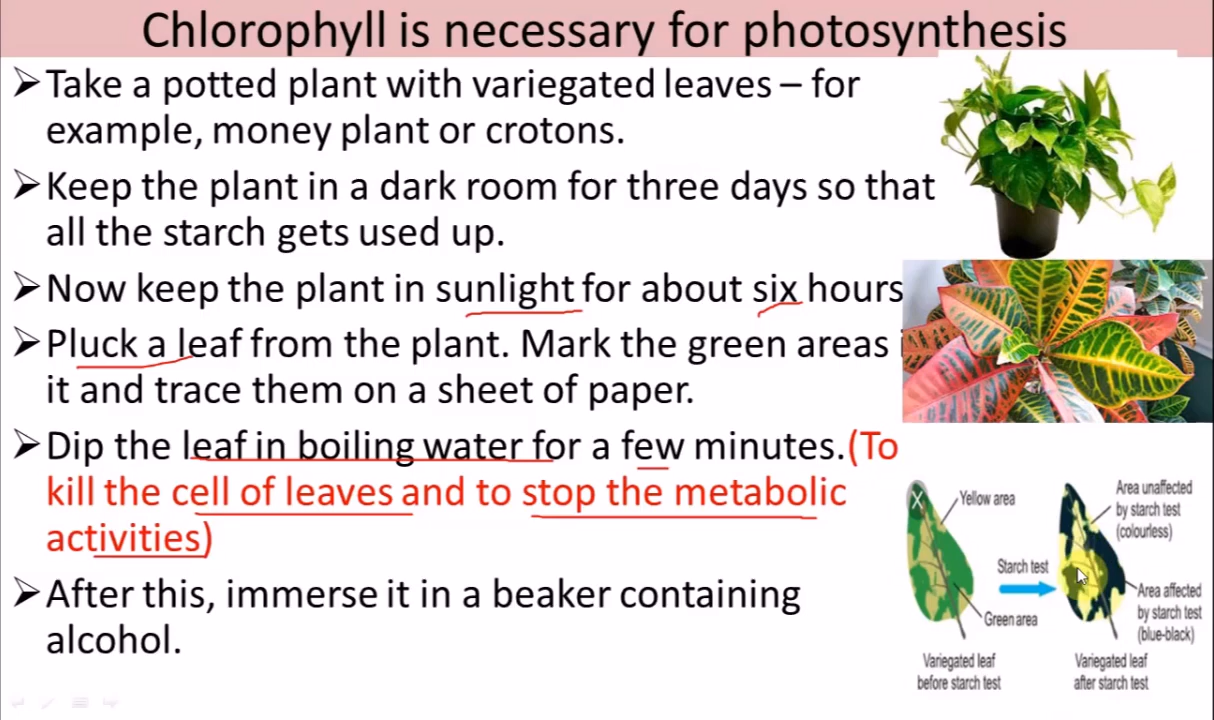 Chlorophyll is necessary for photosynthesis
➢Take a potted plant with variegated leaves – for
example, money plant or crotons.
➢Keep the plant in a dark room for three days so that
all the starch gets used up.
➢Now keep the plant in sunlight for about six hours
➢Pluck a leaf from the plant. Mark the green areas
it and trace them on a sheet of paper.
➢Dip the leaf in boiling water for a few minutes.(To
kill the cell of leaves and to stop the metabolic
activities)
➢After this, immerse it in a beaker containing
alcohol.
X
Yellow area
Green area
Variegated leaf
before starch test
Starch test
Area unaffected
by starch test
(colourless)
Area affected
by starch test
(blue-black)
Variegated leaf
after starch test